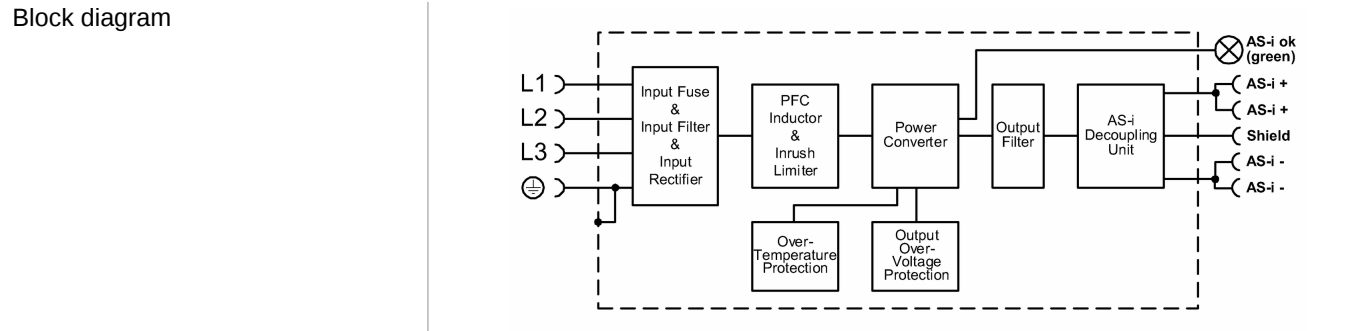 Block diagram
AS-i ok
(green)
L1
L2
L3
Input Fuse
&
Input Filter
&
Input
Rectifier
PFC
Inductor
&
Inrush
Limiter
Power
Converter
Output
Filter
AS-i
Decoupling
Unit
AS-i +
AS-i +
Shield
AS-i -
AS-i -
Over-
Temperature
Protection
Output
Over-
Voltage
Protection